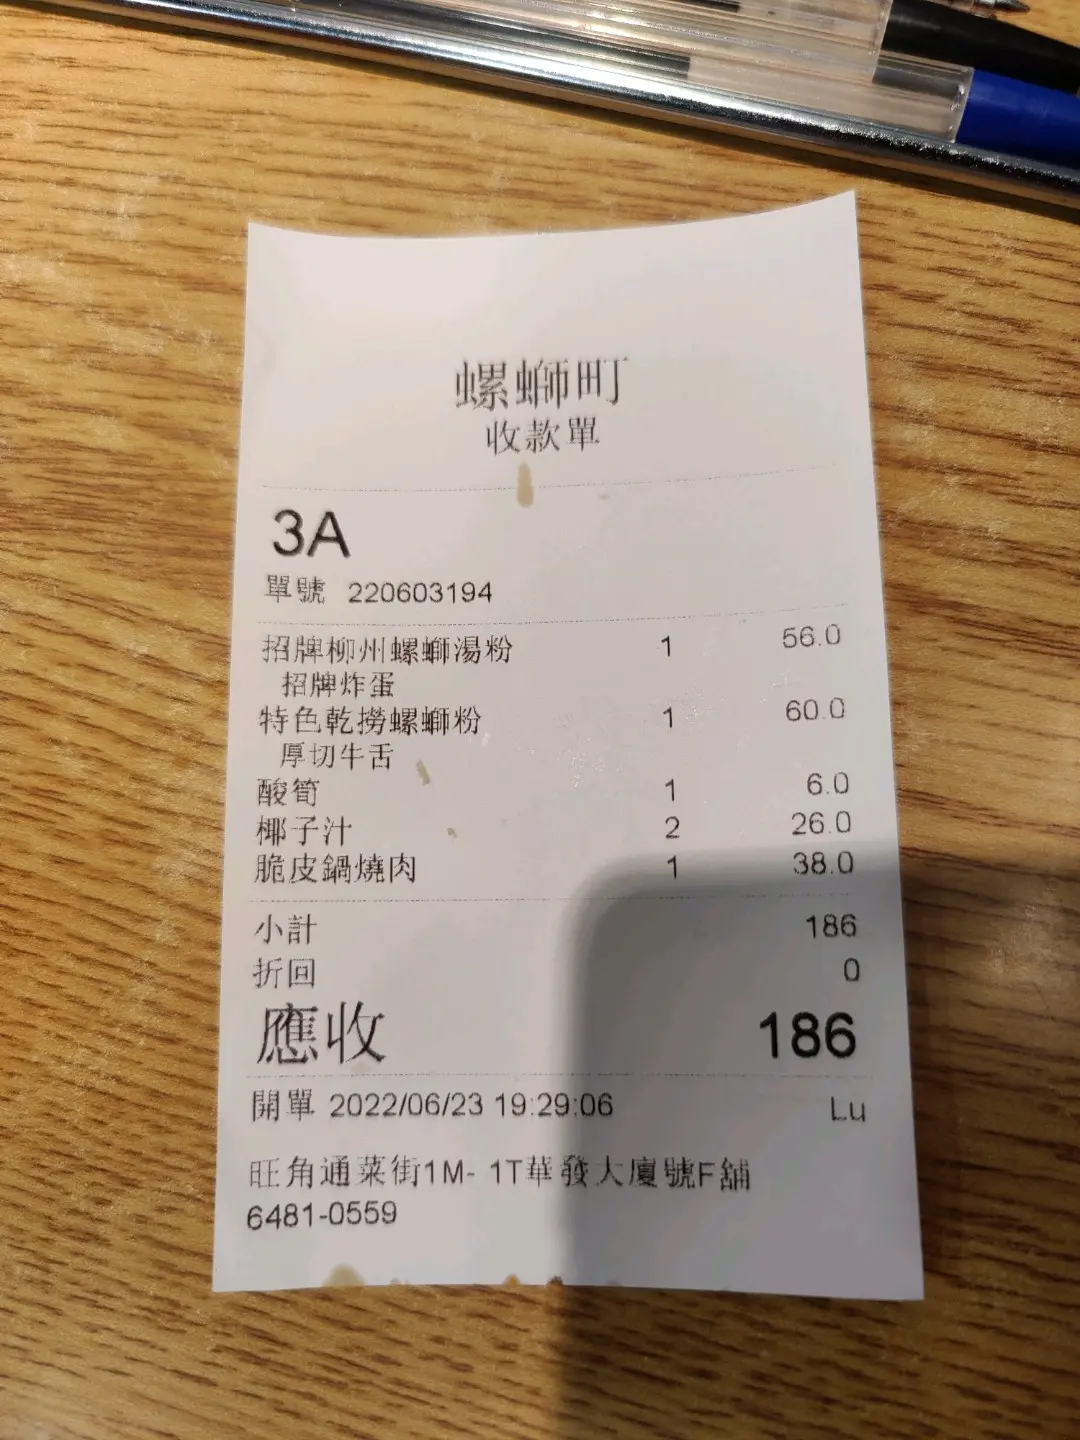 螺螄町
收款單
3A
單號 220603194
招牌柳州螺螄湯粉 1 56.0
招牌炸蛋
特色乾撈螺螄粉 1 60.0
厚切牛舌
酸筍 1 6.0
椰子汁 2 26.0
脆皮鍋燒肉 1 38.0
小計 186
折回 0
應收 186
開單 2022/06/23 19:29:06 Lu
旺角通菜街1M- 1T華發大廈號F舖
6481-0559